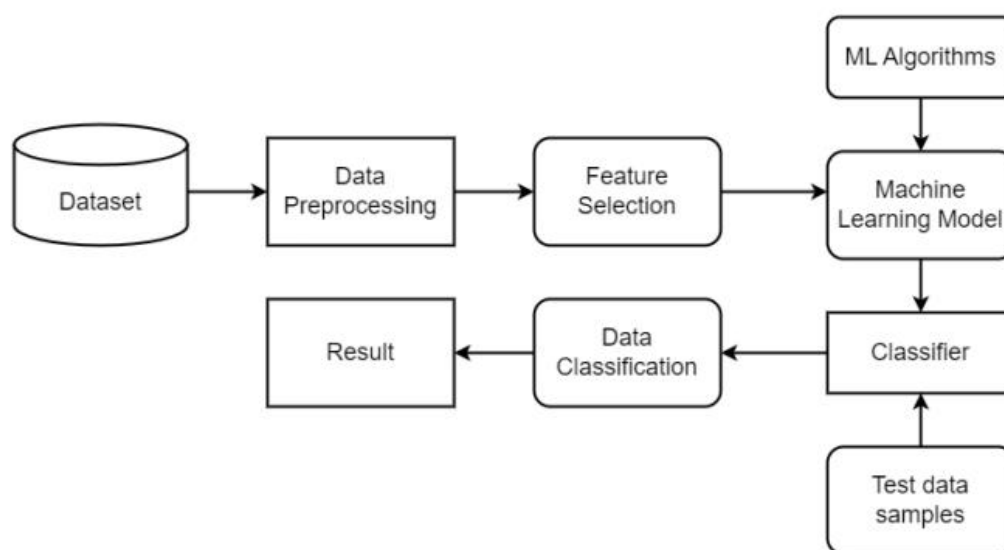 ML Algorithms
Dataset
Data
Preprocessing
Feature
Selection
Machine
Learning Model
Result
Data
Classification
Classifier
Test data
samples